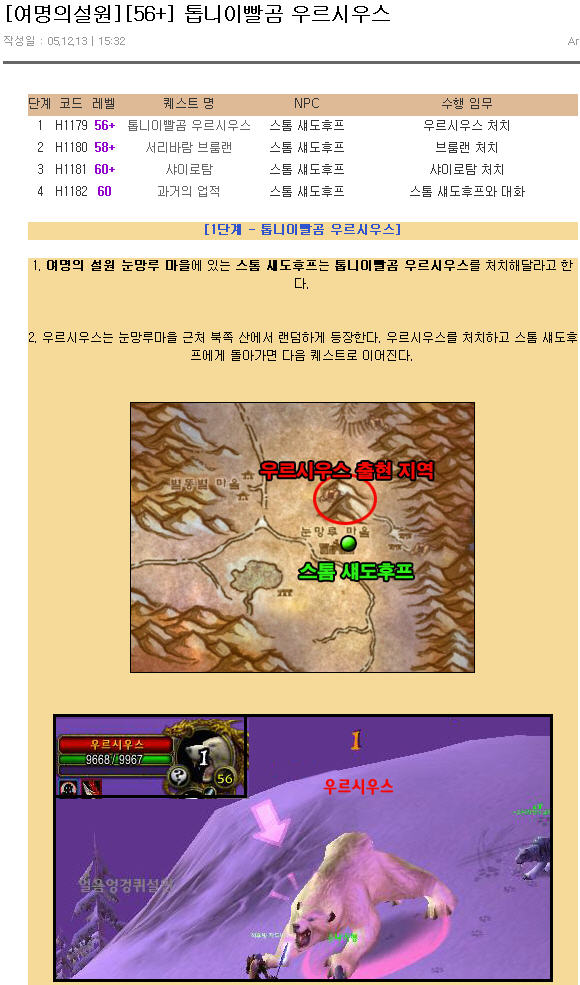 [여명의설원][56+] 톱니이빨곰 우르시우스
작성일 : 05,12,13 | 15:32
Ar
단계 코드 레벨 퀘스트 명 NPC 수행 임무
1 H1179 56+ 톱니이빨곰 우르시우스 스톰 섀도후프 우르시우스 처치
2 H1180 58+ 서리바람 브룸랜 스톰 섀도후프 브룸랜 처치
3 H1181 60+ 샤이로탐 스톰 섀도후프 샤이로탐 처치
4 H1182 60 과거의 업적 스톰 섀도후프 스톰 섀도후프와 대화
[1단계 - 톱니이빨곰 우르시우스]
1. 여명의 설원 눈망루 마을에 있는 스톰 섀도후프는 톱니이빨곰 우르시우스를 처치해달라고 한
다.
2. 우르시우스는 눈망루마을 근처 북쪽 산에서 랜덤하게 등장한다. 우르시우스를 처치하고 스톰 섀도후
프에게 돌아가면 다음 퀘스트로 이어진다.
우르시우스 출현 지역
별똥별 마을
눈망루 마을
스톰 섀도후프
우르시우스
9668 / 9967
1
56
1
우르시우스
얼음엉겅퀴설인